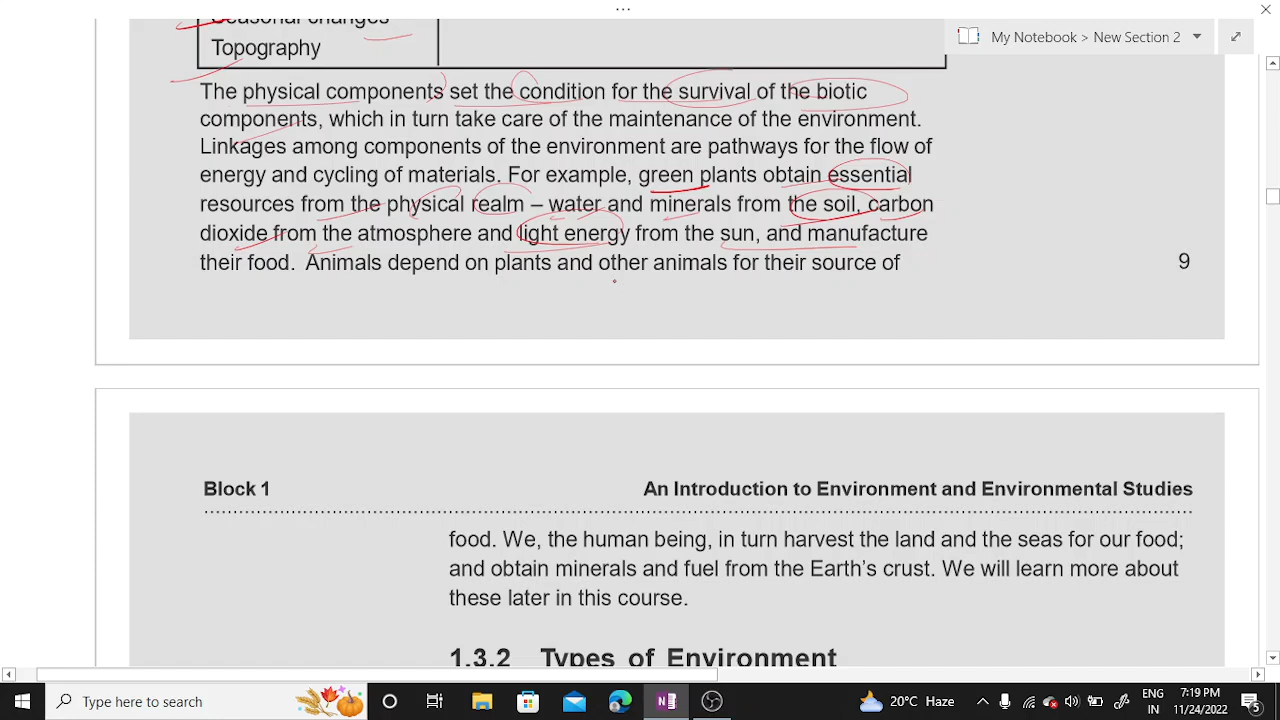 ...
My Notebook > New Section 2
Seasonal changes
Topography
The physical components set the condition for the survival of the biotic
components, which in turn take care of the maintenance of the environment.
Linkages among components of the environment are pathways for the flow of
energy and cycling of materials. For example, green plants obtain essential
resources from the physical realm – water and minerals from the soil, carbon
dioxide from the atmosphere and light energy from the sun, and manufacture
their food. Animals depend on plants and other animals for their source of
9
Block 1
An Introduction to Environment and Environmental Studies
food. We, the human being, in turn harvest the land and the seas for our food;
and obtain minerals and fuel from the Earth's crust. We will learn more about
these later in this course.
1.3.2 Types of Environment
Type here to search
20°C Haze
ENG
IN
7:19 PM
11/24/2022
5